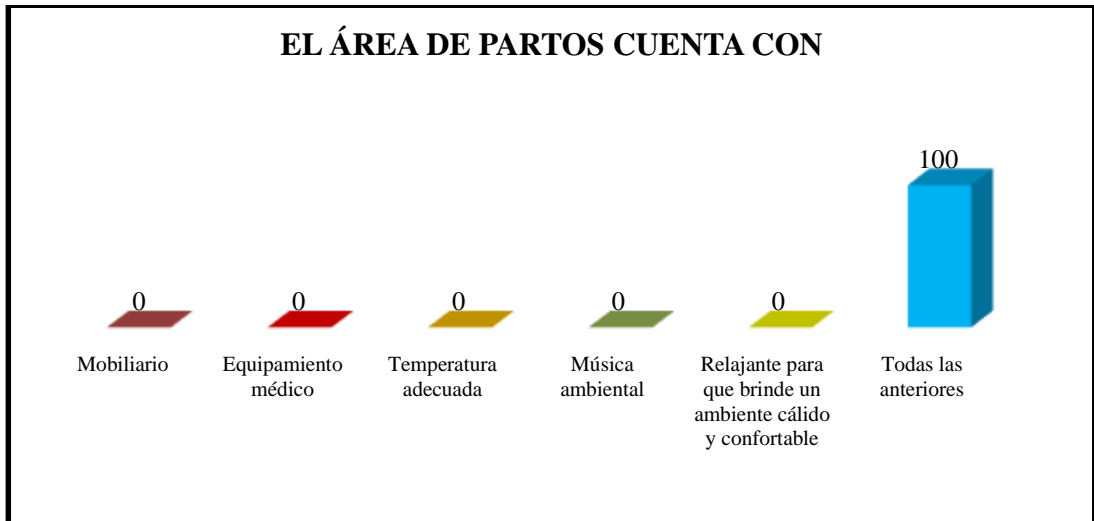 EL ÁREA DE PARTOS CUENTA CON
100
0 0 0 0 0
Mobiliario
Equipamiento
médico
Temperatura
adecuada
Música
ambiental
Relajante para
que brinde un
ambiente cálido
y confortable
Todas las
anteriores